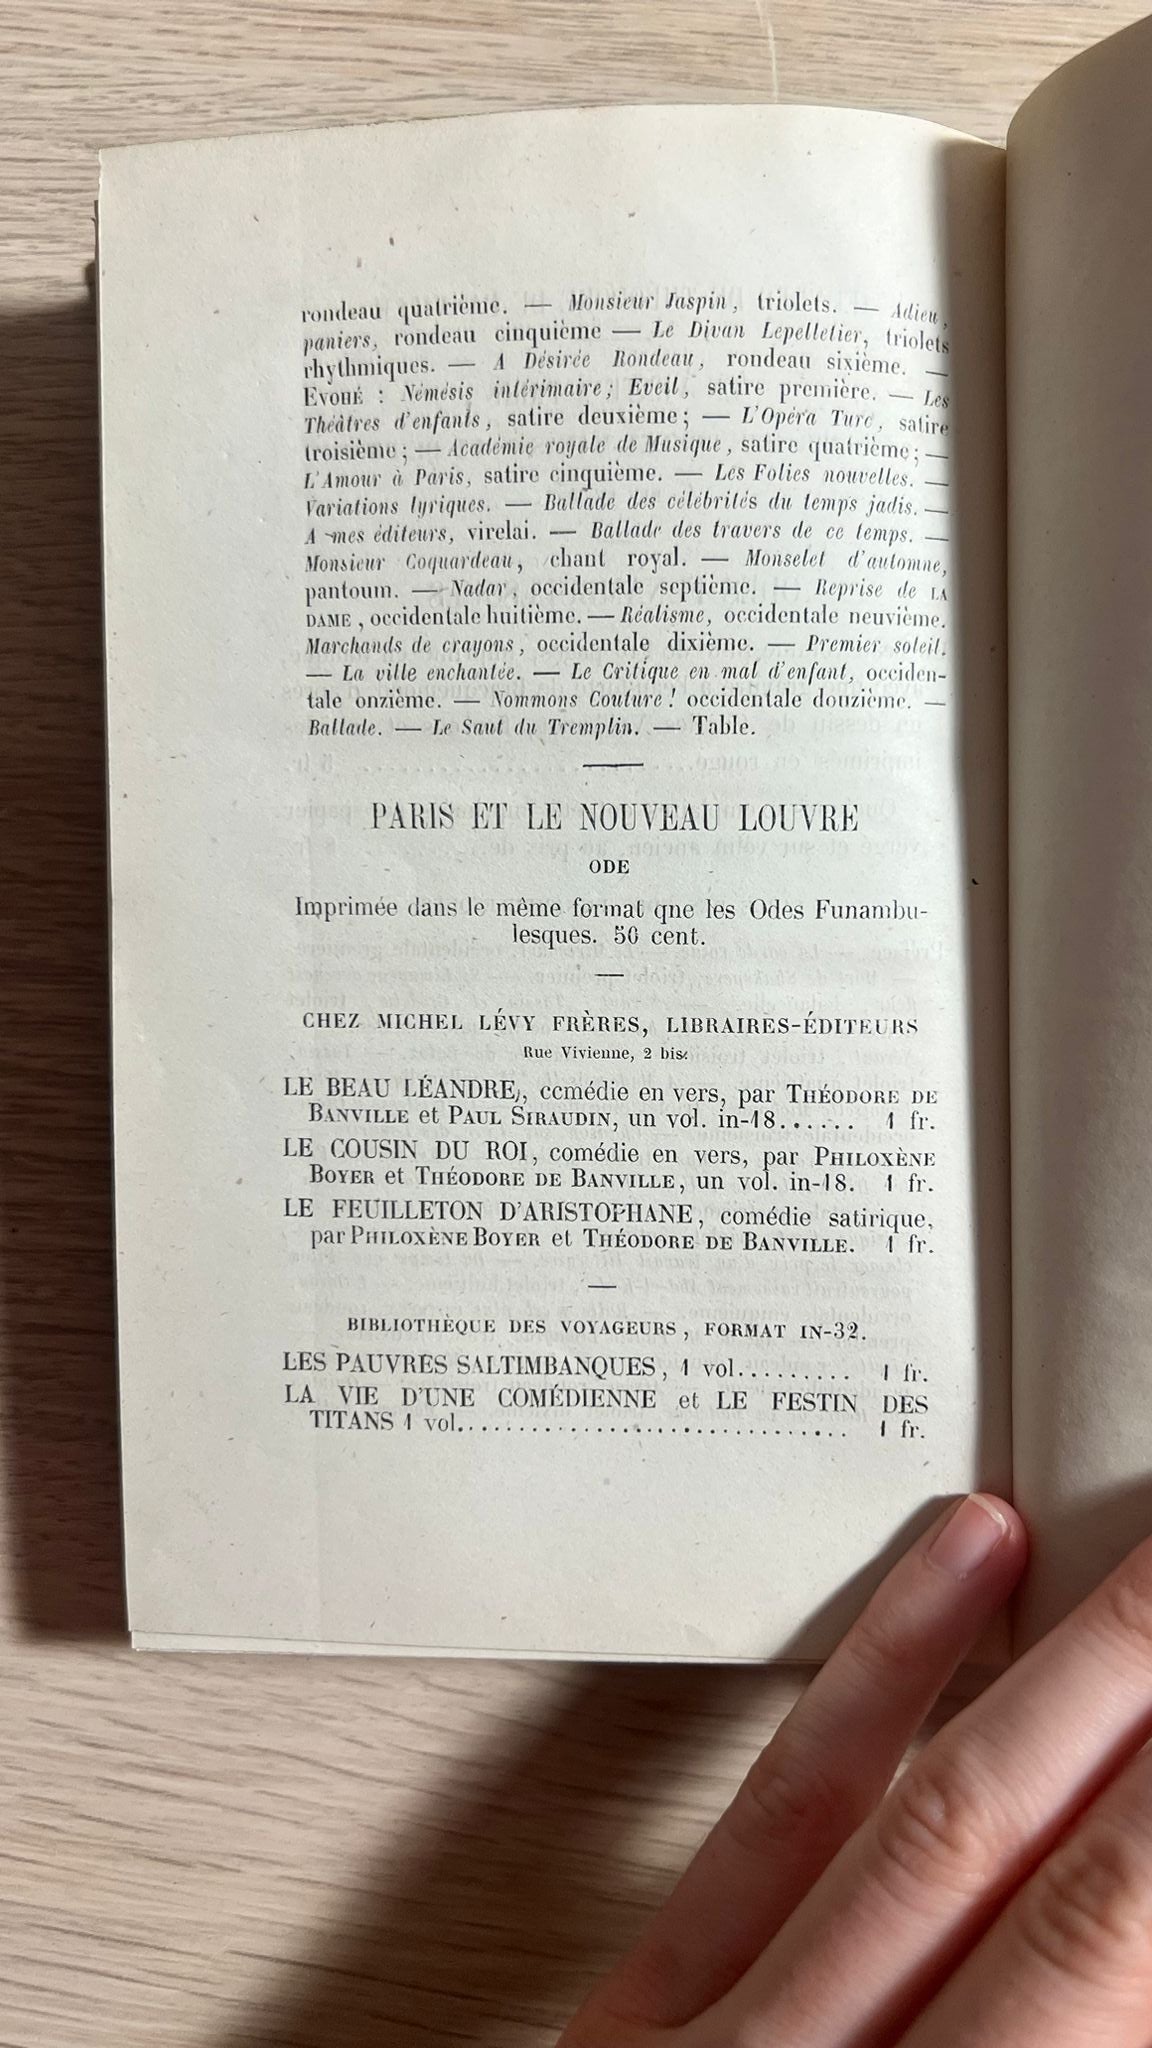 rondeau quatrième. — Monsieur Jaspin, triolets. — Adieu,
paniers, rondeau cinquième — Le Divan Lepelletier, triolets
rhythmiques. — A Désirée Rondeau, rondeau sixième. —
EVOHÉ : Némésis intérimaire; Eveil, satire première. — Les
Théâtres d'enfants, satire deuxième; — L'Opéra Turc, satire
troisième; — Académie royale de Musique, satire quatrième; —
L'Amour à Paris, satire cinquième. — Les Folies nouvelles. —
Variations lyriques. — Ballade des célébrités du temps jadis. —
A mes éditeurs, virelai. — Ballade des travers de ce temps. —
Monsieur Coquardeau, chant royal. — Monselet d'automne,
pantoum. — Nadar, occidentale septième. — Reprise de LA
DAME, occidentale huitième. — Réalisme, occidentale neuvième.
Marchands de crayons, occidentale dixième. — Premier soleil.
— La ville enchantée. — Le Critique en mal d'enfant, occiden-
tale onzième. — Nommons Couture! occidentale douzième. —
Ballade. — Le Saut du Tremplin. — Table.
PARIS ET LE NOUVEAU LOUVRE
ODE
Imprimée dans le même format qne les Odes Funambu-
lesques. 50 cent.
CHEZ MICHEL LÉVY FRÈRES, LIBRAIRES-ÉDITEURS
Rue Vivienne, 2 bis.
LE BEAU LÉANDRE, comédie en vers, par THÉODORE DE
BANVILLE et PAUL SIRAUDIN, un vol. in-18...... 1 fr.
LE COUSIN DU ROI, comédie en vers, par PHILOXÈNE
BOYER et THÉODORE DE BANVILLE, un vol. in-18. 1 fr.
LE FEUILLETON D'ARISTOPHANE, comédie satirique,
par PHILOXÈNE BOYER et THÉODORE DE BANVILLE. 1 fr.
BIBLIOTHÈQUE DES VOYAGEURS, FORMAT IN-32.
LES PAUVRES SALTIMBANQUES, 1 vol......... 1 fr.
LA VIE D'UNE COMÉDIENNE et LE FESTIN DES
TITANS 1 vol................................ 1 fr.